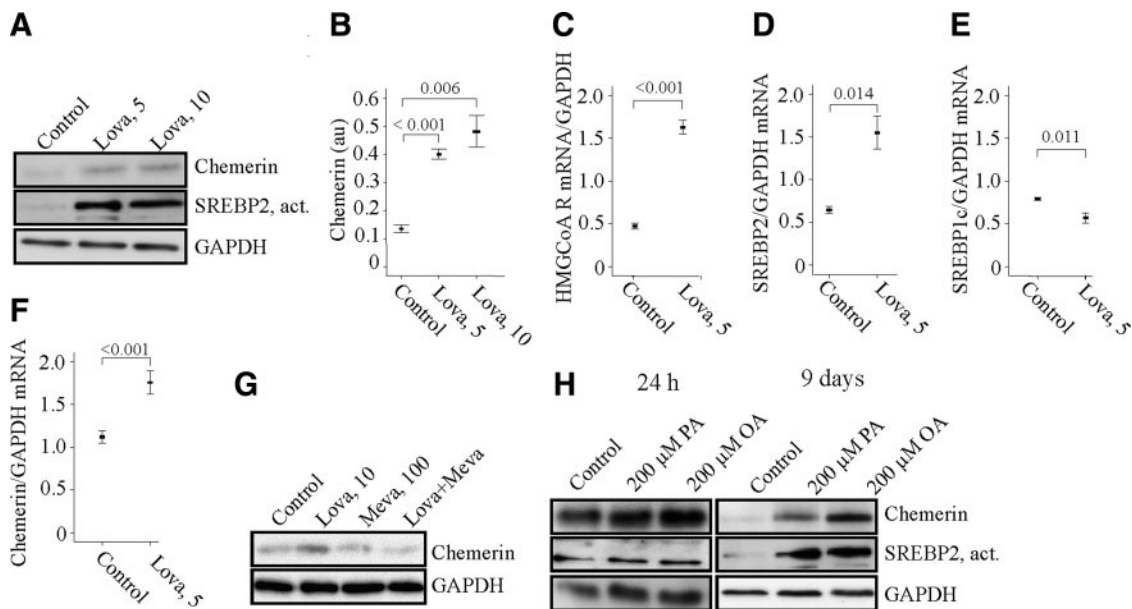 A
Control
Lova, 5
Lova, 10
Chemerin
SREBP2, act.
GAPDH
B
Chemerin (au)
0.6
0.4
0.2
0.1
0
0.006
< 0.001
Control
Lova, 5
Lova, 10
C
HMGCoA R mRNA/GAPDH
2.0
1.5
1.0
0.5
0
<0.001
Control
Lova, 5
D
SREBP2/GAPDH mRNA
2.0
1.5
1.0
0.5
0
0.014
Control
Lova, 5
E
SREBP1c/GAPDH mRNA
2.0
1.5
1.0
0.5
0
0.011
Control
Lova, 5
F
Chemerin/GAPDH mRNA
2.0
1.5
1.0
0.5
0
<0.001
Control
Lova, 5
G
Control
Lova, 10
Meva, 100
Lova+Meva
Chemerin
GAPDH
H
24 h
9 days
Control
200 µM PA
200 µM OA
Control
200 µM PA
200 µM OA
Chemerin
SREBP2, act.
GAPDH